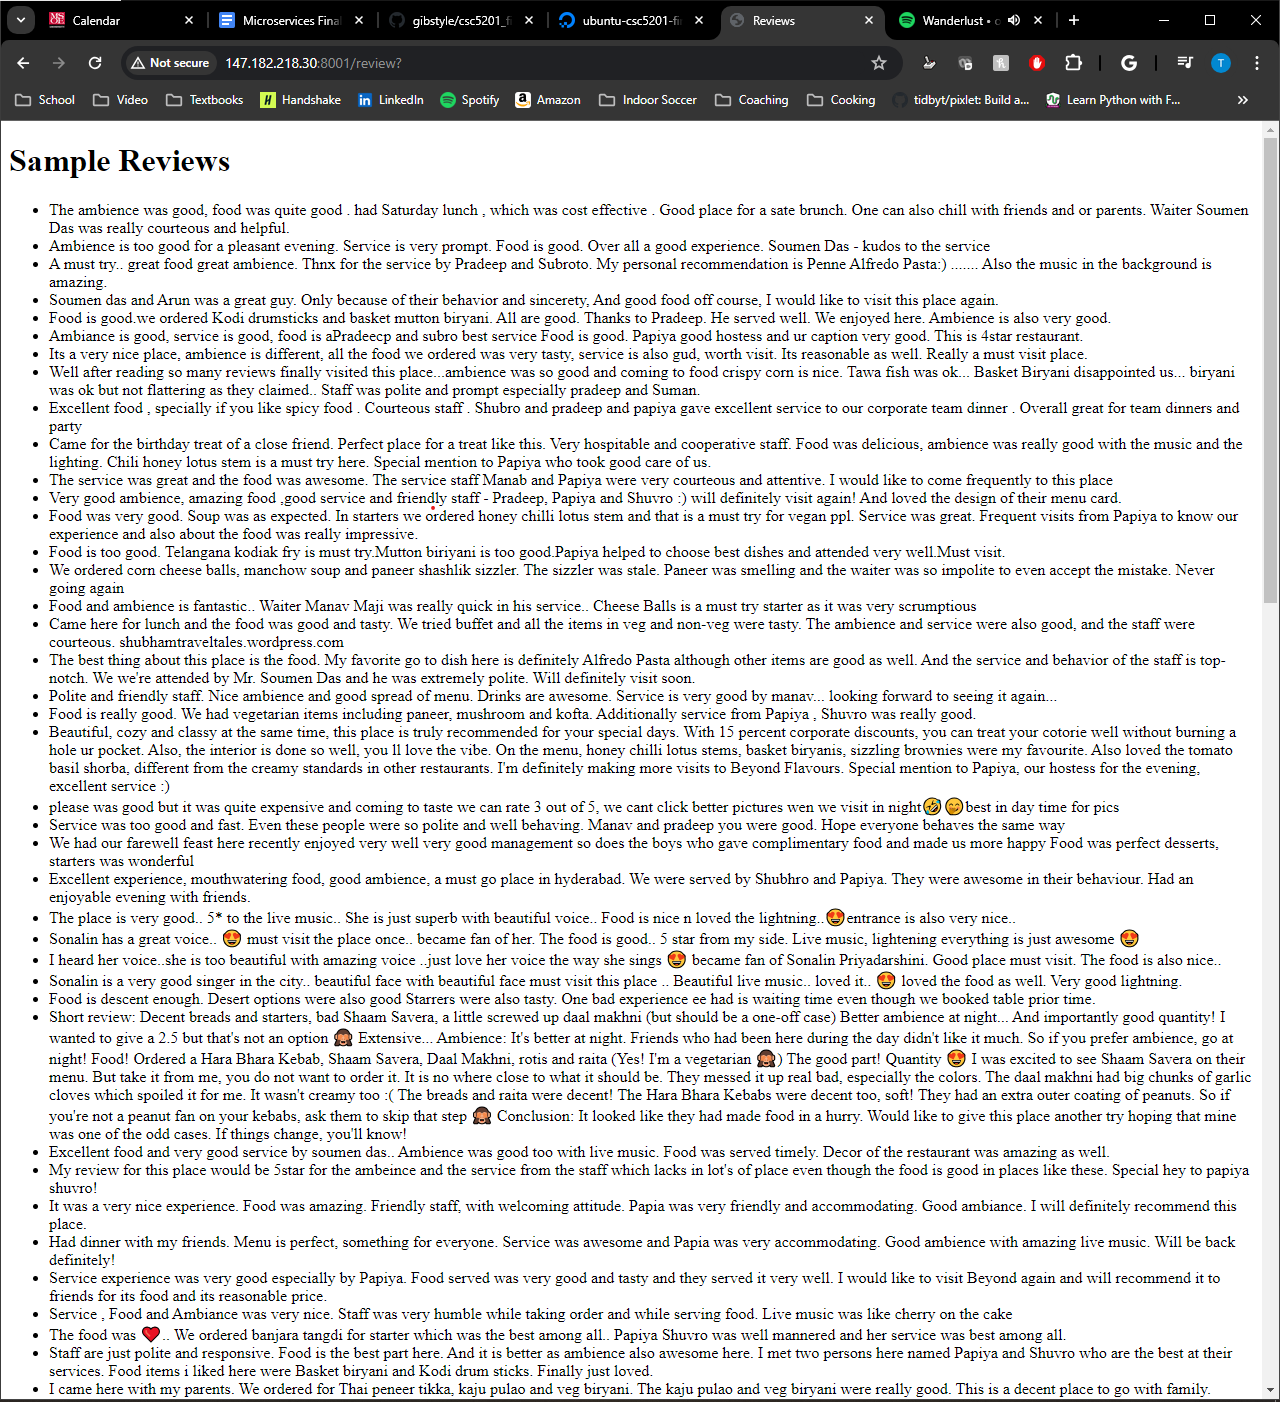 Calendar
Microservices Final
gibstyle/csc5201_fi
ubuntu-csc5201-fi
Reviews
Wanderlust •
Not secure
147.182.218.30:8001/review?
T
School
Video
Textbooks
Handshake
LinkedIn
Spotify
Amazon
Indoor Soccer
Coaching
Cooking
tidbyt/pixlet: Build a...
Learn Python with F...
Sample Reviews
The ambience was good, food was quite good . had Saturday lunch , which was cost effective . Good place for a sate brunch. One can also chill with friends and or parents. Waiter Soumen
Das was really courteous and helpful.
Ambience is too good for a pleasant evening. Service is very prompt. Food is good. Over all a good experience. Soumen Das - kudos to the service
A must try.. great food great ambience. Thnx for the service by Pradeep and Subroto. My personal recommendation is Penne Alfredo Pasta:) ....... Also the music in the background is
amazing.
Soumen das and Arun was a great guy. Only because of their behavior and sincerety, And good food off course, I would like to visit this place again.
Food is good.we ordered Kodi drumsticks and basket mutton biryani. All are good. Thanks to Pradeep. He served well. We enjoyed here. Ambience is also very good.
Ambiance is good, service is good, food is aPradeecp and subro best service Food is good. Papiya good hostess and ur caption very good. This is 4star restaurant.
Its a very nice place, ambience is different, all the food we ordered was very tasty, service is also gud, worth visit. Its reasonable as well. Really a must visit place.
Well after reading so many reviews finally visited this place...ambience was so good and coming to food crispy corn is nice. Tawa fish was ok... Basket Biryani disappointed us... biryani
was ok but not flattering as they claimed.. Staff was polite and prompt especially pradeep and Suman.
Excellent food , specially if you like spicy food . Courteous staff . Shubro and pradeep and papiya gave excellent service to our corporate team dinner . Overall great for team dinners and
party
Came for the birthday treat of a close friend. Perfect place for a treat like this. Very hospitable and cooperative staff. Food was delicious, ambience was really good with the music and the
lighting. Chili honey lotus stem is a must try here. Special mention to Papiya who took good care of us.
The service was great and the food was awesome. The service staff Manab and Papiya were very courteous and attentive. I would like to come frequently to this place
Very good ambience, amazing food ,good service and friendly staff - Pradeep, Papiya and Shuvro :) will definitely visit again! And loved the design of their menu card.
Food was very good. Soup was as expected. In starters we ordered honey chilli lotus stem and that is a must try for vegan ppl. Service was great. Frequent visits from Papiya to know our
experience and also about the food was really impressive.
Food is too good. Telangana kodiak fry is must try.Mutton biriyani is too good.Papiya helped to choose best dishes and attended very well.Must visit.
We ordered corn cheese balls, manchow soup and paneer shashlik sizzler. The sizzler was stale. Paneer was smelling and the waiter was so impolite to even accept the mistake. Never
going again
Food and ambience is fantastic.. Waiter Manav Maji was really quick in his service.. Cheese Balls is a must try starter as it was very scrumptious
Came here for lunch and the food was good and tasty. We tried buffet and all the items in veg and non-veg were tasty. The ambience and service were also good, and the staff were
courteous. shubhamtraveltales.wordpress.com
The best thing about this place is the food. My favorite go to dish here is definitely Alfredo Pasta although other items are good as well. And the service and behavior of the staff is top-
notch. We we're attended by Mr. Soumen Das and he was extremely polite. Will definitely visit soon.
Polite and friendly staff. Nice ambience and good spread of menu. Drinks are awesome. Service is very good by manav... looking forward to seeing it again...
Food is really good. We had vegetarian items including paneer, mushroom and kofta. Additionally service from Papiya , Shuvro was really good.
Beautiful, cozy and classy at the same time, this place is truly recommended for your special days. With 15 percent corporate discounts, you can treat your cotorie well without burning a
hole ur pocket. Also, the interior is done so well, you ll love the vibe. On the menu, honey chilli lotus stems, basket biryanis, sizzling brownies were my favourite. Also loved the tomato
basil shorba, different from the creamy standards in other restaurants. I'm definitely making more visits to Beyond Flavours. Special mention to Papiya, our hostess for the evening,
excellent service :)
please was good but it was quite expensive and coming to taste we can rate 3 out of 5, we cant click better pictures wen we visit in night🤣🤭best in day time for pics
Service was too good and fast. Even these people were so polite and well behaving. Manav and pradeep you were good. Hope everyone behaves the same way
We had our farewell feast here recently enjoyed very well very good management so does the boys who gave complimentary food and made us more happy Food was perfect desserts,
starters was wonderful
Excellent experience, mouthwatering food, good ambience, a must go place in hyderabad. We were served by Shubhro and Papiya. They were awesome in their behaviour. Had an
enjoyable evening with friends.
The place is very good.. 5* to the live music.. She is just superb with beautiful voice.. Food is nice n loved the lightning..😍entrance is also very nice..
Sonalin has a great voice.. 😍 must visit the place once.. became fan of her. The food is good.. 5 star from my side. Live music, lightening everything is just awesome 😍
I heard her voice..she is too beautiful with amazing voice ..just love her voice the way she sings 😍 became fan of Sonalin Priyadarshini. Good place must visit. The food is also nice..
Sonalin is a very good singer in the city.. beautiful face with beautiful face must visit this place .. Beautiful live music.. loved it.. 😍 loved the food as well. Very good lightning.
Food is descent enough. Desert options were also good Starrers were also tasty. One bad experience ee had is waiting time even though we booked table prior time.
Short review: Decent breads and starters, bad Shaam Savera, a little screwed up daal makhni (but should be a one-off case) Better ambience at night... And importantly good quantity! I
wanted to give a 2.5 but that's not an option 🙈 Extensive... Ambience: It's better at night. Friends who had been here during the day didn't like it much. So if you prefer ambience, go at
night! Food! Ordered a Hara Bhara Kebab, Shaam Savera, Daal Makhni, rotis and raita (Yes! I'm a vegetarian 🙈) The good part! Quantity 😍 I was excited to see Shaam Savera on their
menu. But take it from me, you do not want to order it. It is no where close to what it should be. They messed it up real bad, especially the colors. The daal makhni had big chunks of garlic
cloves which spoiled it for me. It wasn't creamy too :( The breads and raita were decent! The Hara Bhara Kebabs were decent too, soft! They had an extra outer coating of peanuts. So if
you're not a peanut fan on your kebabs, ask them to skip that step 🙈 Conclusion: It looked like they had made food in a hurry. Would like to give this place another try hoping that mine
was one of the odd cases. If things change, you'll know!
Excellent food and very good service by soumen das.. Ambience was good too with live music. Food was served timely. Decor of the restaurant was amazing as well.
My review for this place would be 5star for the ambeince and the service from the staff which lacks in lot's of place even though the food is good in places like these. Special hey to papiya
shuvro!
It was a very nice experience. Food was amazing. Friendly staff, with welcoming attitude. Papia was very friendly and accommodating. Good ambiance. I will definitely recommend this
place.
Had dinner with my friends. Menu is perfect, something for everyone. Service was awesome and Papia was very accommodating. Good ambience with amazing live music. Will be back
definitely!
Service experience was very good especially by Papiya. Food served was very good and tasty and they served it very well. I would like to visit Beyond again and will recommend it to
friends for its food and its reasonable price.
Service , Food and Ambiance was very nice. Staff was very humble while taking order and while serving food. Live music was like cherry on the cake
The food was ❤️.. We ordered banjara tangdi for starter which was the best among all.. Papiya Shuvro was well mannered and her service was best among all.
Staff are just polite and responsive. Food is the best part here. And it is better as ambience also awesome here. I met two persons here named Papiya and Shuvro who are the best at their
services. Food items i liked here were Basket biryani and Kodi drum sticks. Finally just loved.
I came here with my parents. We ordered for Thai peneer tikka, kaju pulao and veg biryani. The kaju pulao and veg biryani were really good. This is a decent place to go with family.